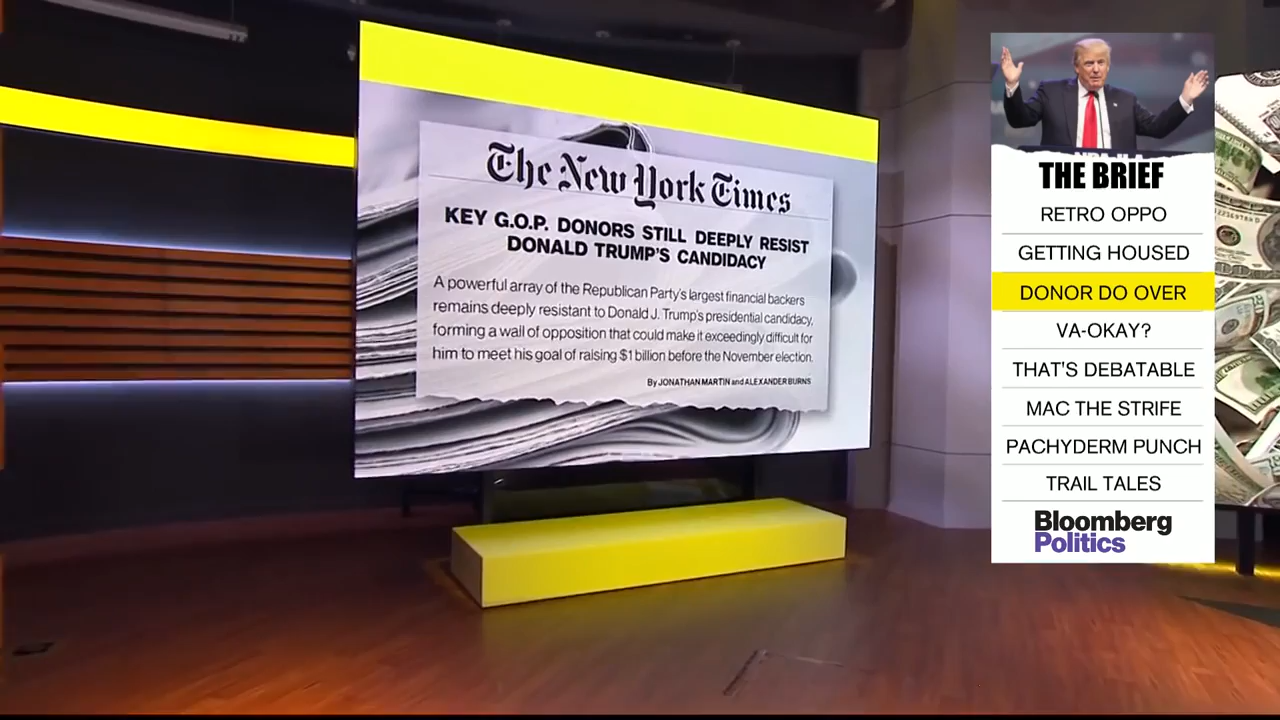 The New York Times
KEY G.O.P. DONORS STILL DEEPLY RESIST
DONALD TRUMP'S CANDIDACY
A powerful array of the Republican Party's largest financial backers
remains deeply resistant to Donald J. Trump's presidential candidacy,
forming a wall of opposition that could make it exceedingly difficult for
him to meet his goal of raising $1 billion before the November election.
By JONATHAN MARTIN and ALEXANDER BURNS
THE BRIEF
RETRO OPPO
GETTING HOUSED
DONOR DO OVER
VA-OKAY?
THAT'S DEBATABLE
MAC THE STRIFE
PACHYDERM PUNCH
TRAIL TALES
Bloomberg
Politics